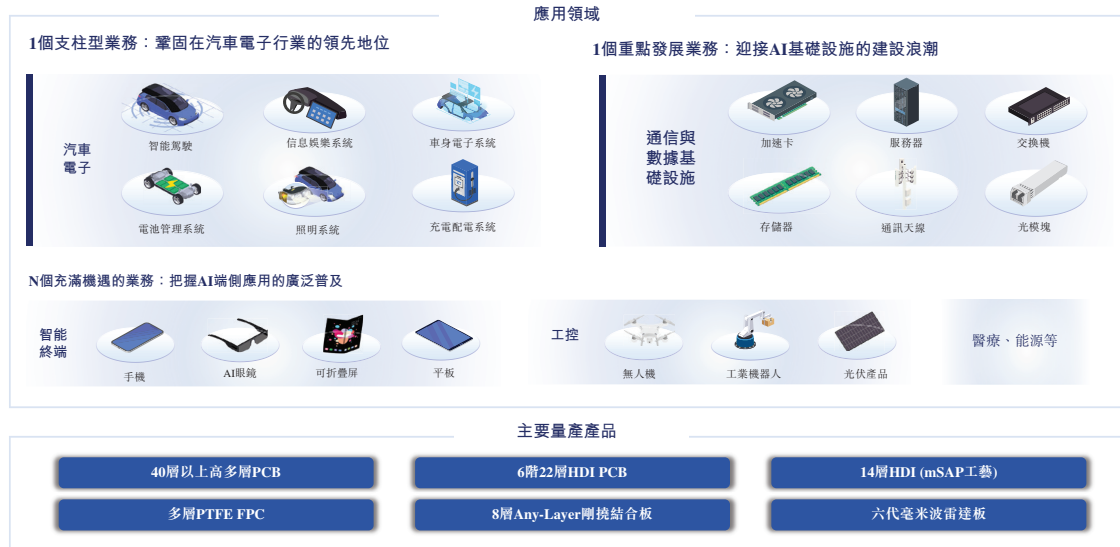 應用領域
1個支柱型業務：鞏固在汽車電子行業的領先地位
1個重點發展業務：迎接AI基礎設施的建設浪潮
汽車
電子
智能駕駛
信息娛樂系統
車身電子系統
電池管理系統
照明系統
充電配電系統
通信與
數據基
礎設施
加速卡
服務器
交換機
存儲器
通訊天線
光模塊
N個充滿機遇的業務：把握AI端側應用的廣泛普及
智能
終端
手機
AI眼鏡
可折疊屏
平板
工控
無人機
工業機器人
光伏產品
醫療、能源等
主要量產產品
40層以上高多層PCB
6階22層HDI PCB
14層HDI (mSAP工藝)
多層PTFE FPC
8層Any-Layer剛撓結合板
六代毫米波雷達板